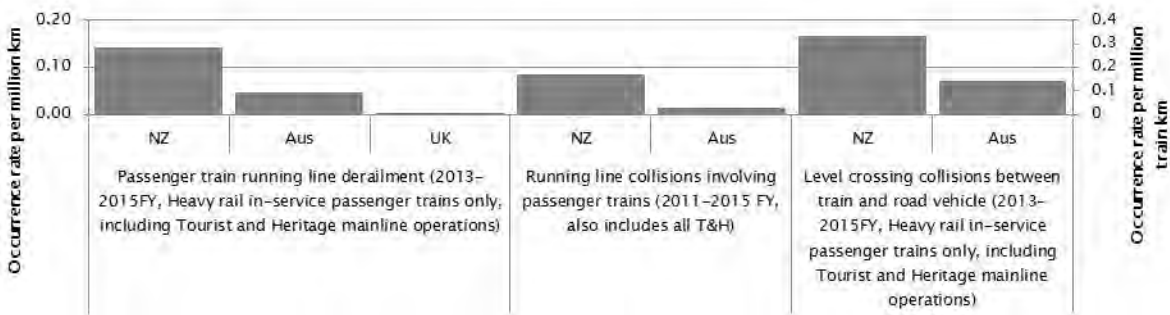 Occurrence rate per million km
0.20
0.10
0.00
NZ
Aus
UK
NZ
Aus
NZ
Aus
Passenger train running line derailment (2013-
2015FY, Heavy rail in-service passenger trains only,
including Tourist and Heritage mainline operations)
Running line collisions involving
passenger trains (2011-2015 FY,
also includes all T&H)
Level crossing collisions between
train and road vehicle (2013-
2015FY, Heavy rail in-service
passenger trains only, including
Tourist and Heritage mainline
operations)
0.4
0.3
0.2
0.1
0
Occurrence rate per million
train km